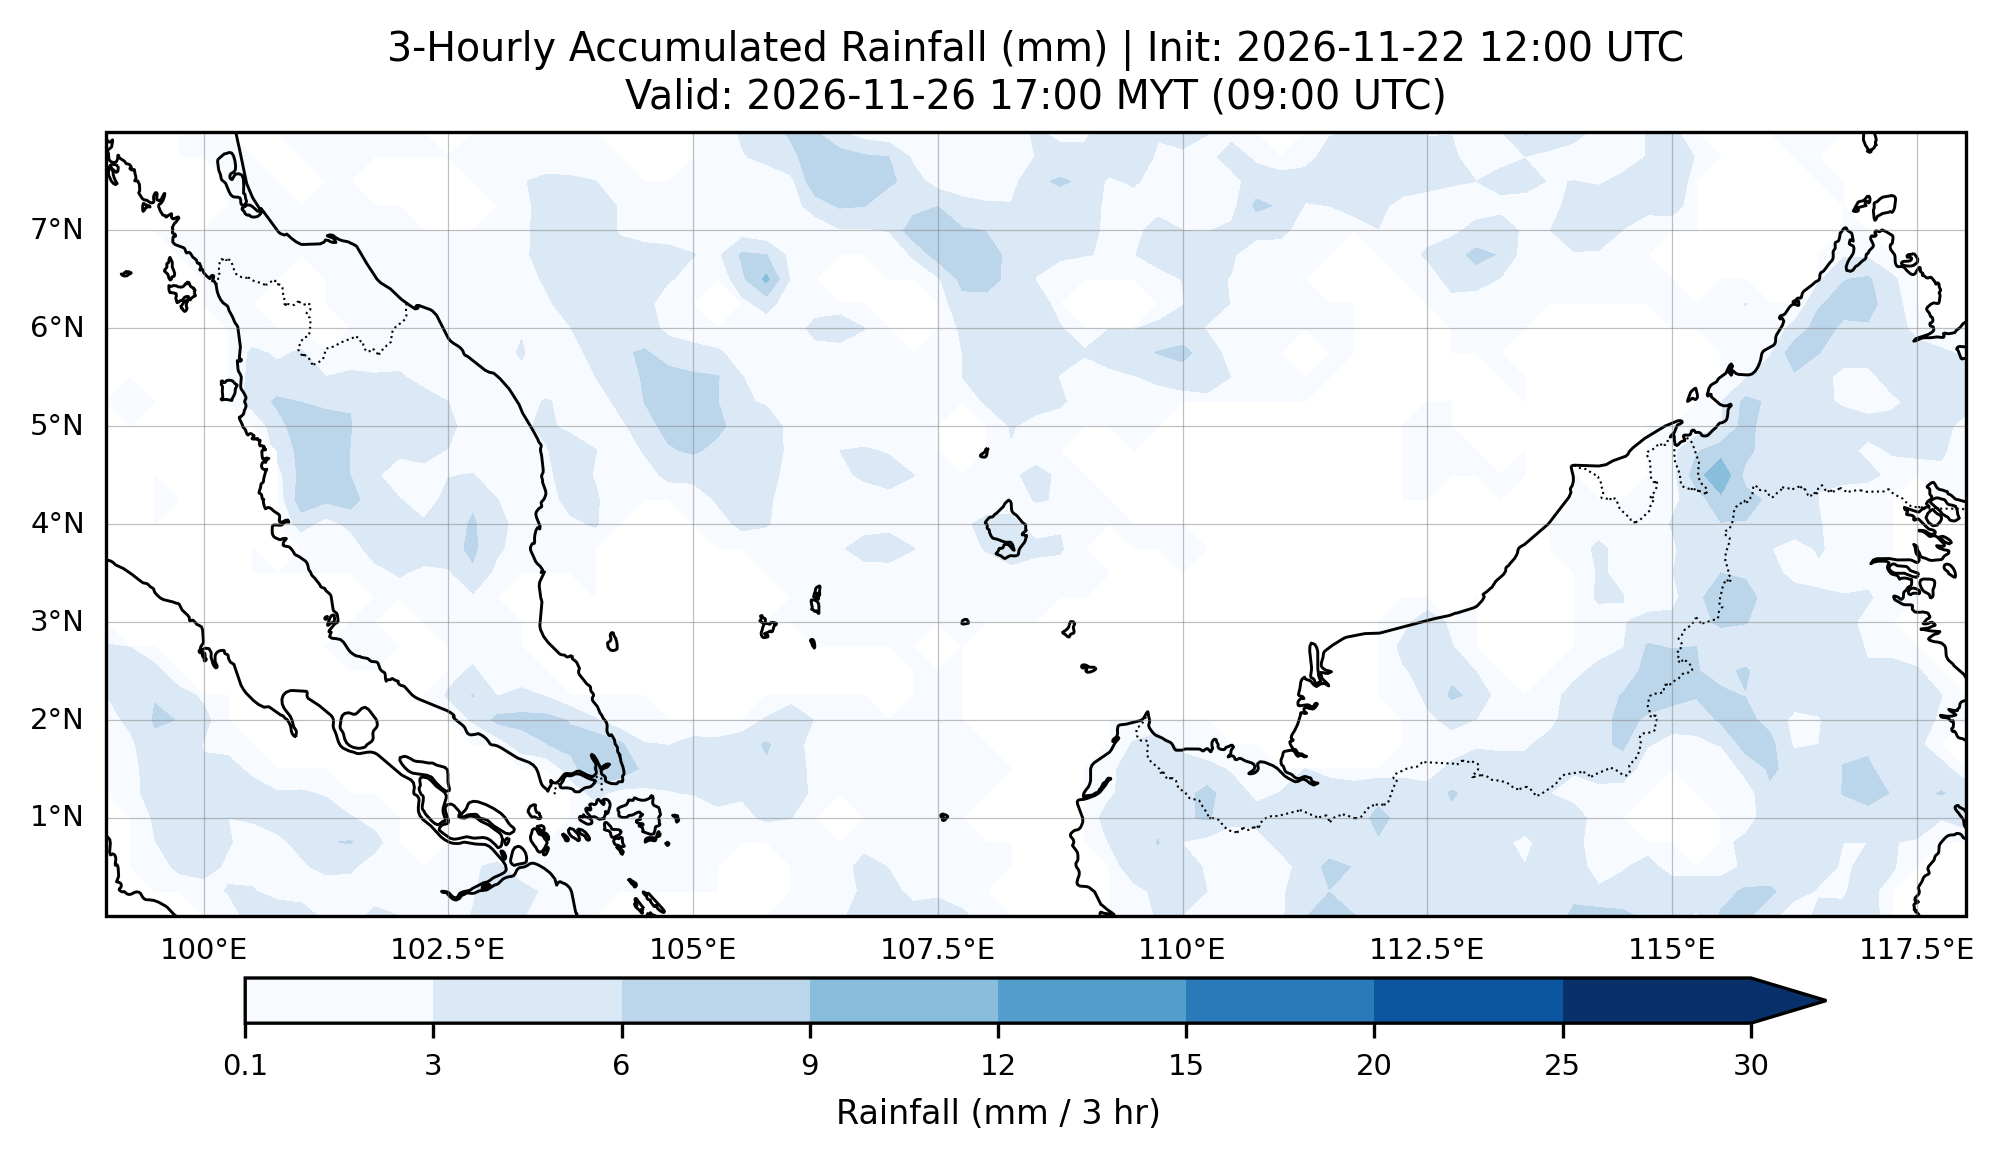 3-Hourly Accumulated Rainfall (mm) | Init: 2026-11-22 12:00 UTC
Valid: 2026-11-26 17:00 MYT (09:00 UTC)
7°N
6°N
5°N
4°N
3°N
2°N
1°N
100°E 102.5°E 105°E 107.5°E 110°E 112.5°E 115°E 117.5°E
0.1 3 6 9 12 15 20 25 30
Rainfall (mm / 3 hr)